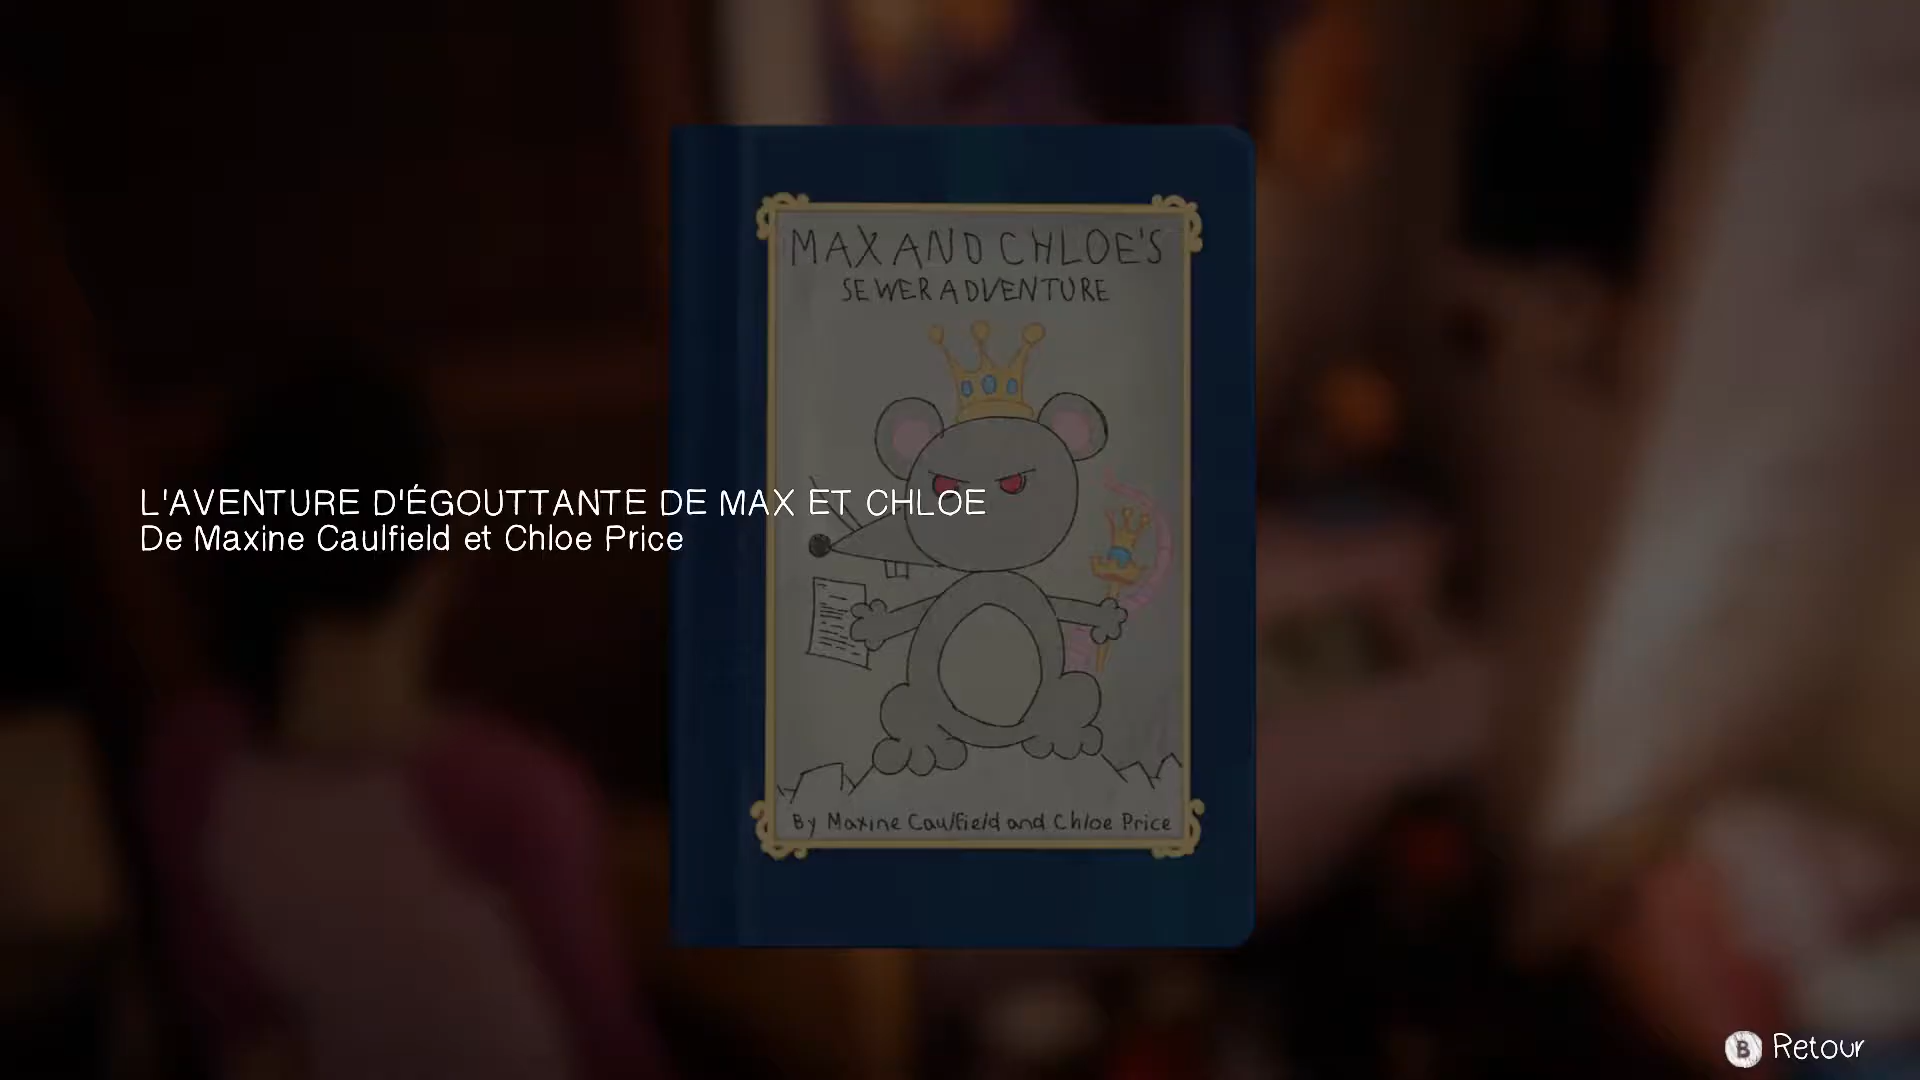 MAX AND CHLOE'S
SEWER ADVENTURE
L'AVENTURE D'ÉGOUTTANTE DE MAX ET CHLOE
De Maxine Caulfield et Chloe Price
By Maxine Caulfield and Chloe Price
B Retour